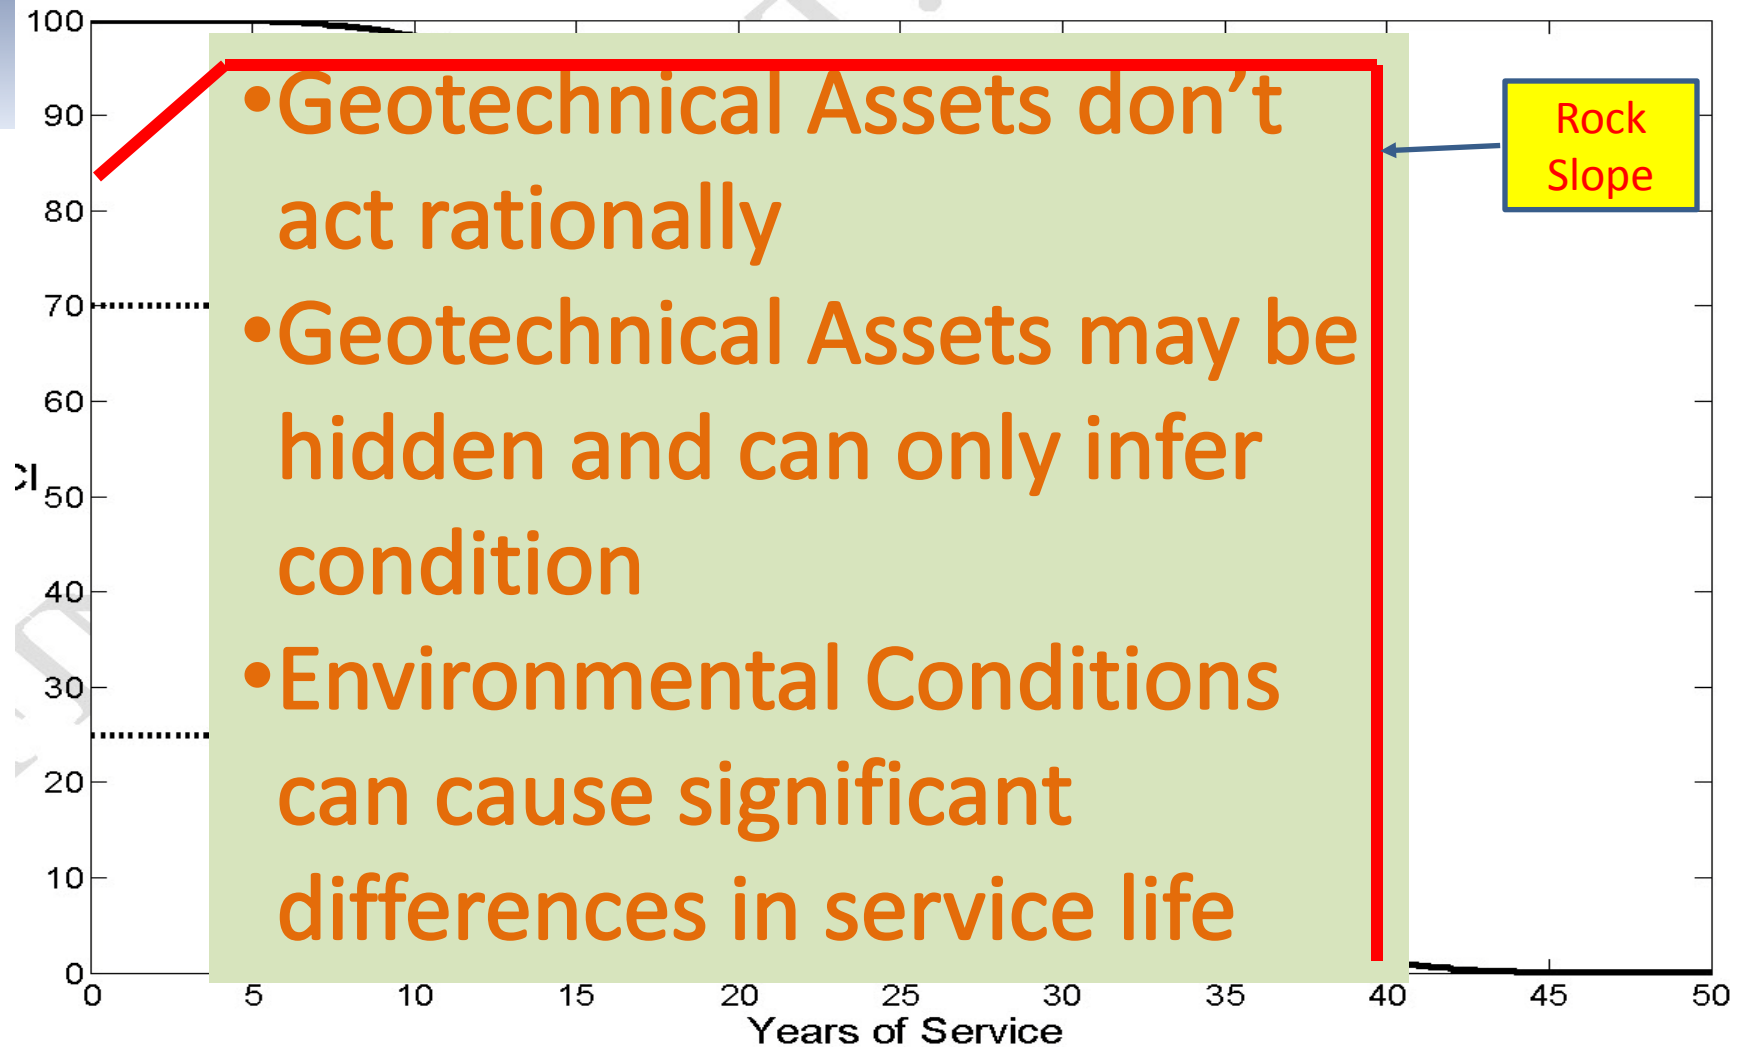 100
90
80
70
60
50
40
30
20
10
0
•Geotechnical Assets don’t
act rationally
•Geotechnical Assets may be
hidden and can only infer
condition
•Environmental Conditions
can cause significant
differences in service life
Rock
Slope
0 5 10 15 20 25 30 35 40 45 50
Years of Service